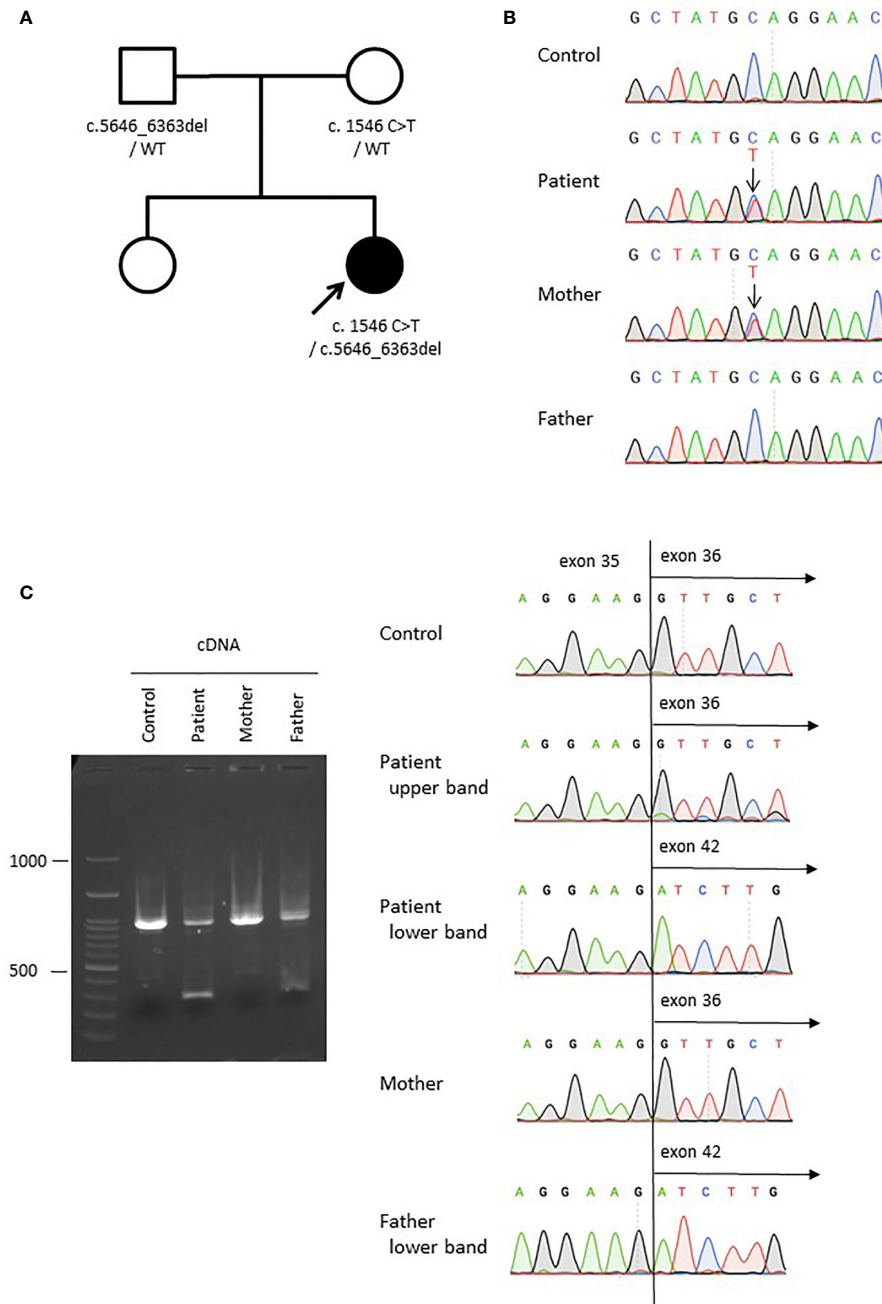 A
c.5646_6363del
/ WT
c. 1546 C>T
/ WT
c. 1546 C>T
/ c.5646_6363del
B
G C T A T G C A G G A A C
Control
G C T A T G C A G G A A C
T
Patient
G C T A T G C A G G A A C
T
Mother
G C T A T G C A G G A A C
Father
C
cDNA
Control
Patient
Mother
Father
1000
500
exon 35
exon 36
A G G A A G G T T G C T
Control
exon 36
A G G A A G G T T G C T
Patient
upper band
exon 42
A G G A A G A T C T T G
Patient
lower band
exon 36
A G G A A G G T T G C T
Mother
exon 42
A G G A A G A T C T T G
Father
lower band